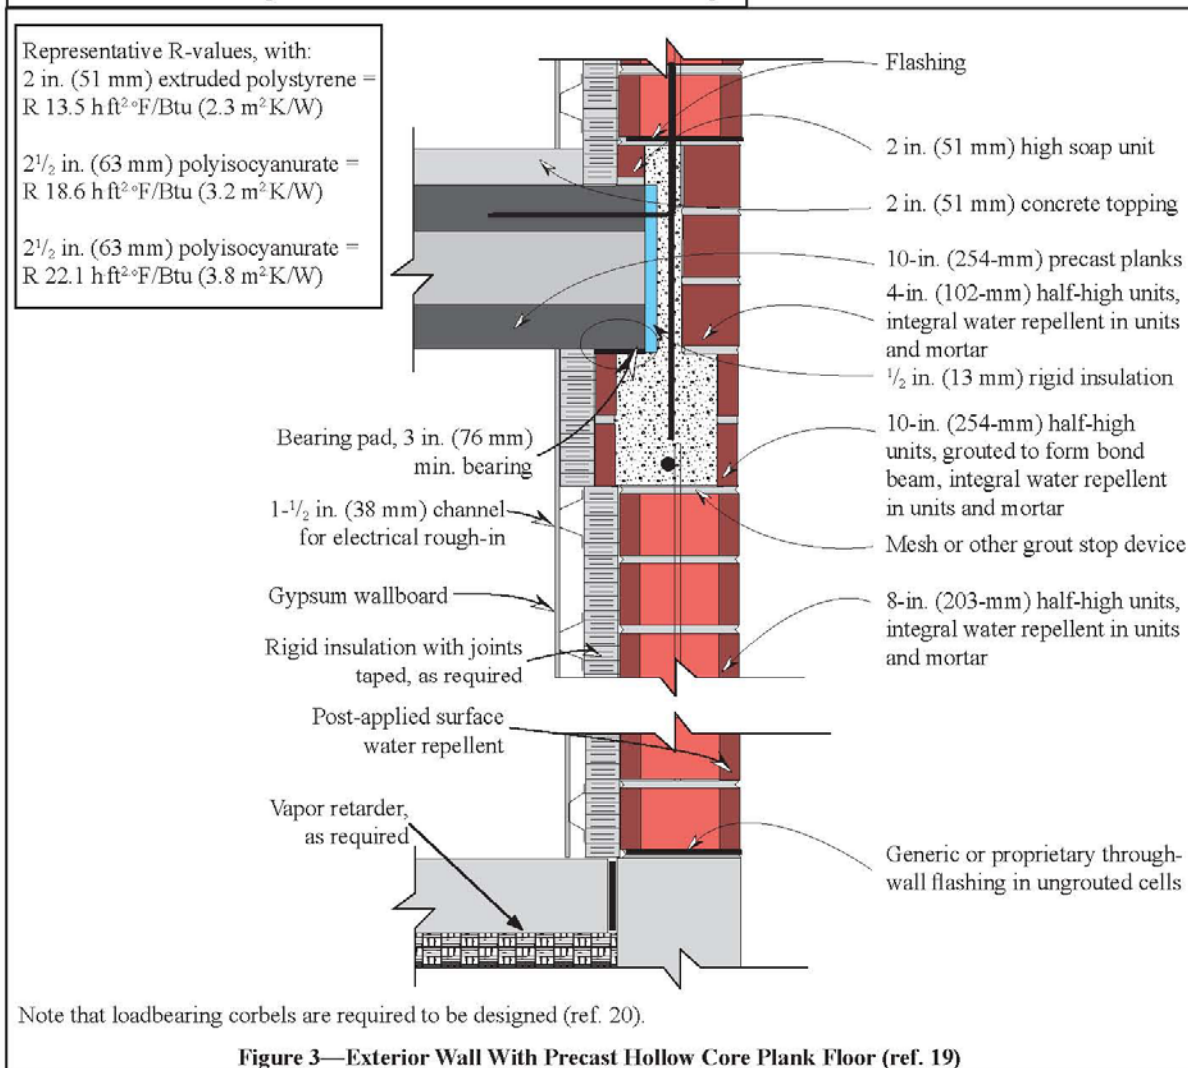 Representative R-values, with:
2 in. (51 mm) extruded polystyrene =
R 13.5 h·ft²·°F/Btu (2.3 m²·K/W)
2¹/₂ in. (63 mm) polyisocyanurate =
R 18.6 h·ft²·°F/Btu (3.2 m²·K/W)
2¹/₂ in. (63 mm) polyisocyanurate =
R 22.1 h·ft²·°F/Btu (3.8 m²·K/W)
Flashing
2 in. (51 mm) high soap unit
2 in. (51 mm) concrete topping
10-in. (254-mm) precast planks
4-in. (102-mm) half-high units,
integral water repellent in units
and mortar
¹/₂ in. (13 mm) rigid insulation
10-in. (254-mm) half-high
units, grouted to form bond
beam, integral water repellent
in units and mortar
Mesh or other grout stop device
8-in. (203-mm) half-high units,
integral water repellent in units
and mortar
Generic or proprietary through-
wall flashing in ungrouted cells
Bearing pad, 3 in. (76 mm)
min. bearing
1-¹/₂ in. (38 mm) channel
for electrical rough-in
Gypsum wallboard
Rigid insulation with joints
taped, as required
Post-applied surface
water repellent
Vapor retarder,
as required
Note that loadbearing corbels are required to be designed (ref. 20).
Figure 3—Exterior Wall With Precast Hollow Core Plank Floor (ref. 19)